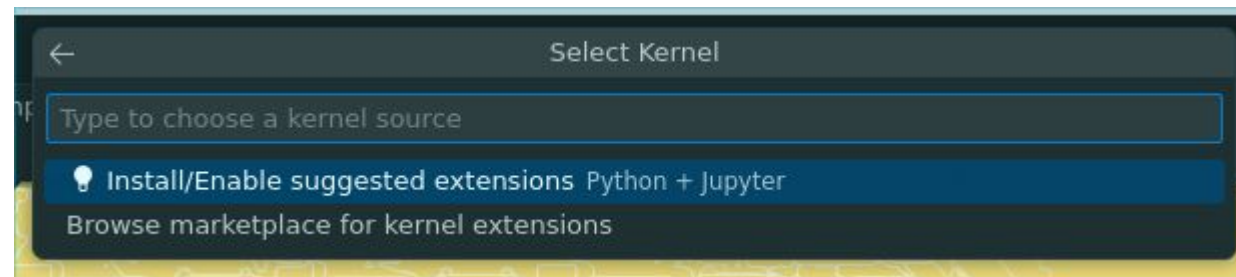 Select Kernel
Type to choose a kernel source
Install/Enable suggested extensions Python + Jupyter
Browse marketplace for kernel extensions